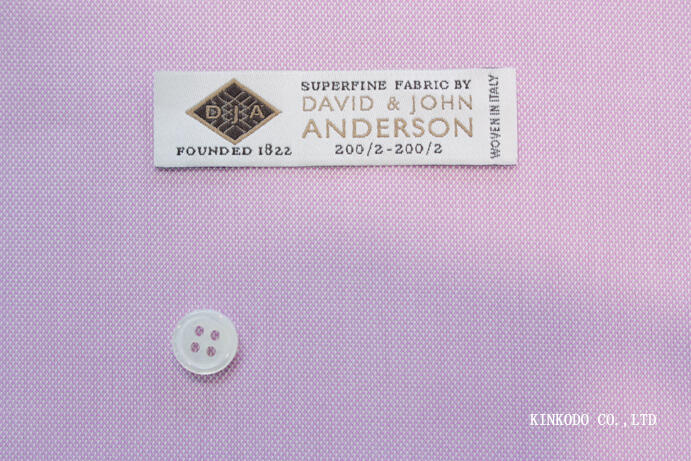 D&J·A
FOUNDED 1822
SUPERFINE FABRIC BY
DAVID & JOHN
ANDERSON
200/2-200/2
WOVEN IN ITALY
KINKODO CO.,LTD